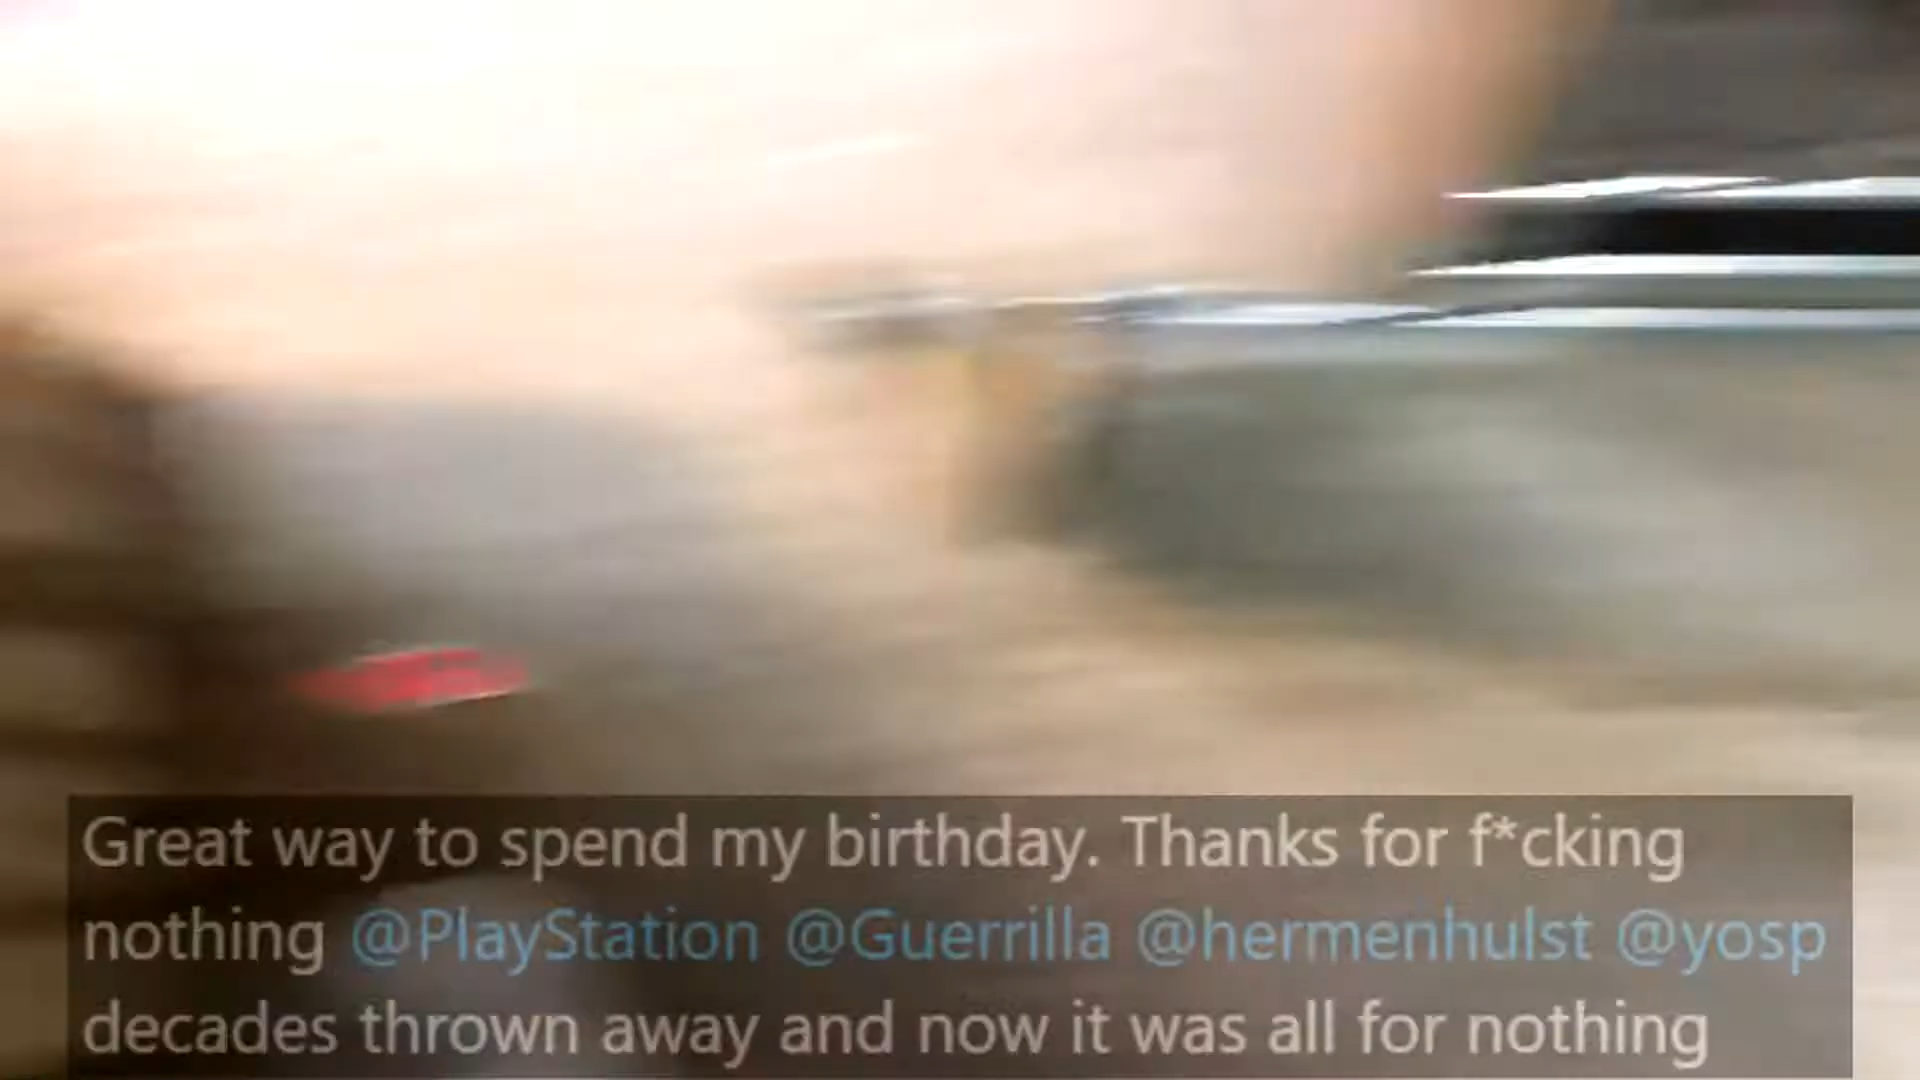 Great way to spend my birthday. Thanks for f*cking
nothing @PlayStation @Guerrilla @hermenhulst @yosp
decades thrown away and now it was all for nothing